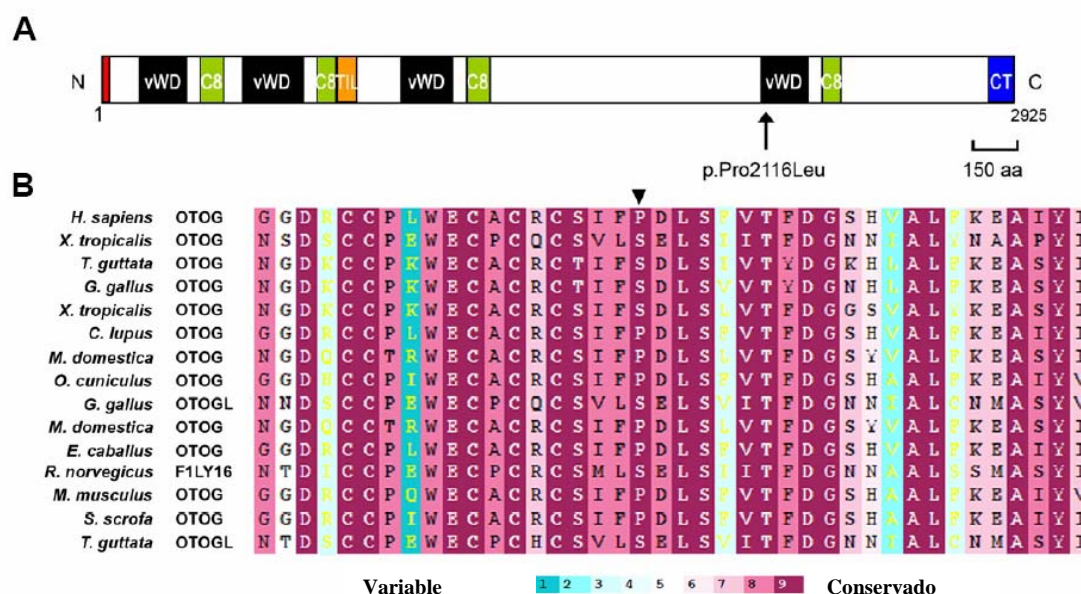 A
N vWD C8 vWD C8 TIL vWD C8 vWD C8 CT C
1 2925
p.Pro2116Leu 150 aa
B
H. sapiens OTOG G G D R C C P L W E C A C R C S I F P D L S F V T F D G S H V A L F K E A I Y I
X. tropicalis OTOG N S D S C C P E W E C P C Q C S V L S E L S I I T F D G N N I A L Y N A A P Y I
T. guttata OTOG N G D K C C P K W E C A C R C T I F S D L S I V T Y D G K H L A L F K E A S Y I
G. gallus OTOG N G D K C C P K W E C A C R C T I F S D L S V V T Y D G N H L A L F K E A S Y I
X. tropicalis OTOG N G D K C C P K W E C A C R C S I F S D L S L V T F D G G S V A L Y K E A S Y I
C. lupus OTOG G G D R C C P L W E C A C R C S I F P D L S F V T F D G S H V A L F K E A S Y I
M. domestica OTOG N G D Q C C T R W E C A C R C S I F P D L S F V T F D G S Y V A L F K E A S Y I
O. cuniculus OTOG G G D H C C P I W E C A C R C S I F P D L S F V T F D G S H A A L F K E A I Y V
G. gallus OTOGL N N D S C C P E W E C P C Q C S V L S E L S V I T F D G N N I A L C N M A S Y V
M. domestica OTOG N G D Q C C T R W E C A C R C S I F P D L S F V T F D G S Y V A L F K E A S Y I
E. caballus OTOG G G D R C C P L W E C A C R C S I F P D L S F V T F D G S H V A L F K E A I Y I
R. norvegicus F1LY16 N T D I C C P E W E C P C R C S M L S E L S I I T F D G N N A A L S S M A S Y I
M. musculus OTOG G G D R C C P Q W E C A C R C S I F P D L S F V T F D G S H A A L F K E A I Y V
S. scrofa OTOG G G D R C C P I W E C A C R C S I F P D L S F V T F D G S H A A L F K E A I Y I
T. guttata OTOGL N T D S C C P E W E C P C H C S V L S E L S V I T F D G N N I A L C N M A S Y I
Variable 1 2 3 4 5 6 7 8 9 Conservado